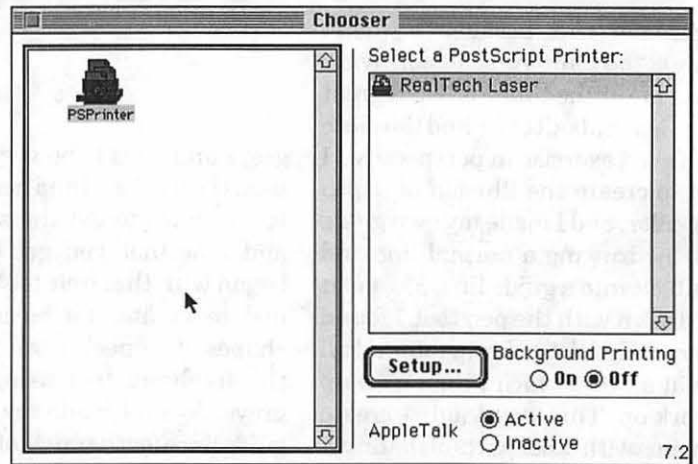 Chooser
PSPrinter
Select a PostScript Printer:
RealTech Laser
Setup...
Background Printing
On Off
AppleTalk
Active
Inactive
7.2